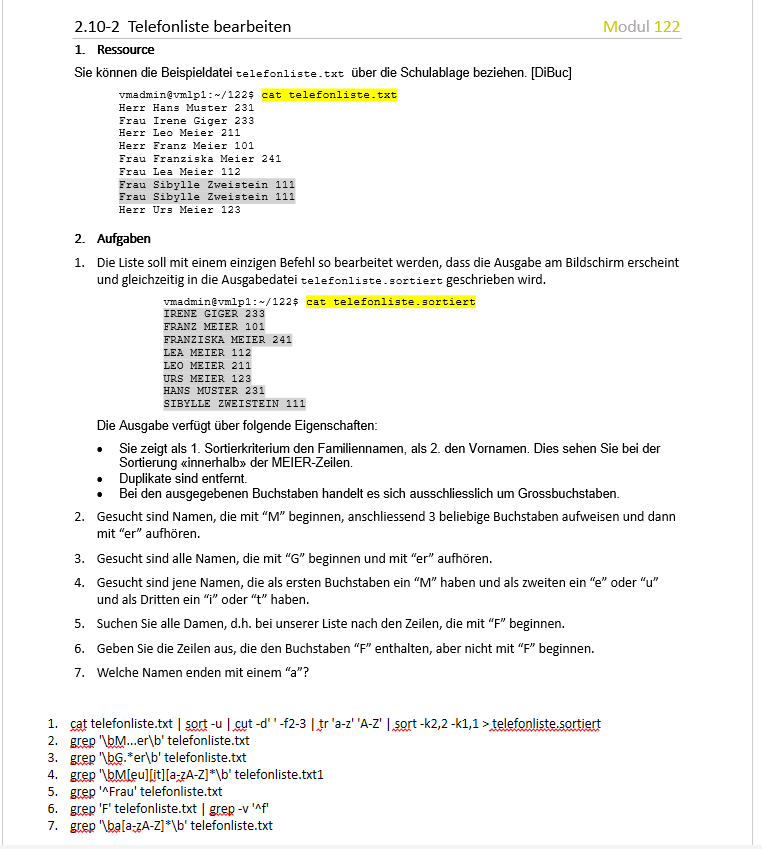 2.10-2 Telefonliste bearbeiten Modul 122
1. Ressource
Sie können die Beispieldatei telefonliste.txt über die Schulablage beziehen. [DiBuc]
vmadmin@vmlp1:~/122$ cat telefonliste.txt
Herr Hans Muster 231
Frau Irene Giger 233
Herr Leo Meier 211
Herr Franz Meier 101
Frau Franziska Meier 241
Frau Lea Meier 112
Frau Sibylle Zweistein 111
Frau Sibylle Zweistein 111
Herr Urs Meier 123
2. Aufgaben
1. Die Liste soll mit einem einzigen Befehl so bearbeitet werden, dass die Ausgabe am Bildschirm erscheint
und gleichzeitig in die Ausgabedatei telefonliste.sortiert geschrieben wird.
vmadmin@vmlp1:~/122$ cat telefonliste.sortiert
IRENE GIGER 233
FRANZ MEIER 101
FRANZISKA MEIER 241
LEA MEIER 112
LEO MEIER 211
URS MEIER 123
HANS MUSTER 231
SIBYLLE ZWEISTEIN 111
Die Ausgabe verfügt über folgende Eigenschaften:
• Sie zeigt als 1. Sortierkriterium den Familiennamen, als 2. den Vornamen. Dies sehen Sie bei der
Sortierung «innerhalb» der MEIER-Zeilen.
• Duplikate sind entfernt.
• Bei den ausgegebenen Buchstaben handelt es sich ausschliesslich um Grossbuchstaben.
2. Gesucht sind Namen, die mit “M” beginnen, anschliessend 3 beliebige Buchstaben aufweisen und dann
mit “er” aufhören.
3. Gesucht sind alle Namen, die mit “G” beginnen und mit “er” aufhören.
4. Gesucht sind jene Namen, die als ersten Buchstaben ein “M” haben und als zweiten ein “e” oder “u”
und als Dritten ein “i” oder “t” haben.
5. Suchen Sie alle Damen, d.h. bei unserer Liste nach den Zeilen, die mit “F” beginnen.
6. Geben Sie die Zeilen aus, die den Buchstaben “F” enthalten, aber nicht mit “F” beginnen.
7. Welche Namen enden mit einem “a”?
1. cat telefonliste.txt | sort -u | cut -d' ' -f2-3 | tr 'a-z' 'A-Z' | sort -k2,2 -k1,1 > telefonliste.sortiert
2. grep '\bM...er\b' telefonliste.txt
3. grep '\bG.*er\b' telefonliste.txt
4. grep '\bM[eu][it][a-zA-Z]*\b' telefonliste.txt1
5. grep '^Frau' telefonliste.txt
6. grep 'F' telefonliste.txt | grep -v '^f'
7. grep '\ba[a-zA-Z]*\b' telefonliste.txt